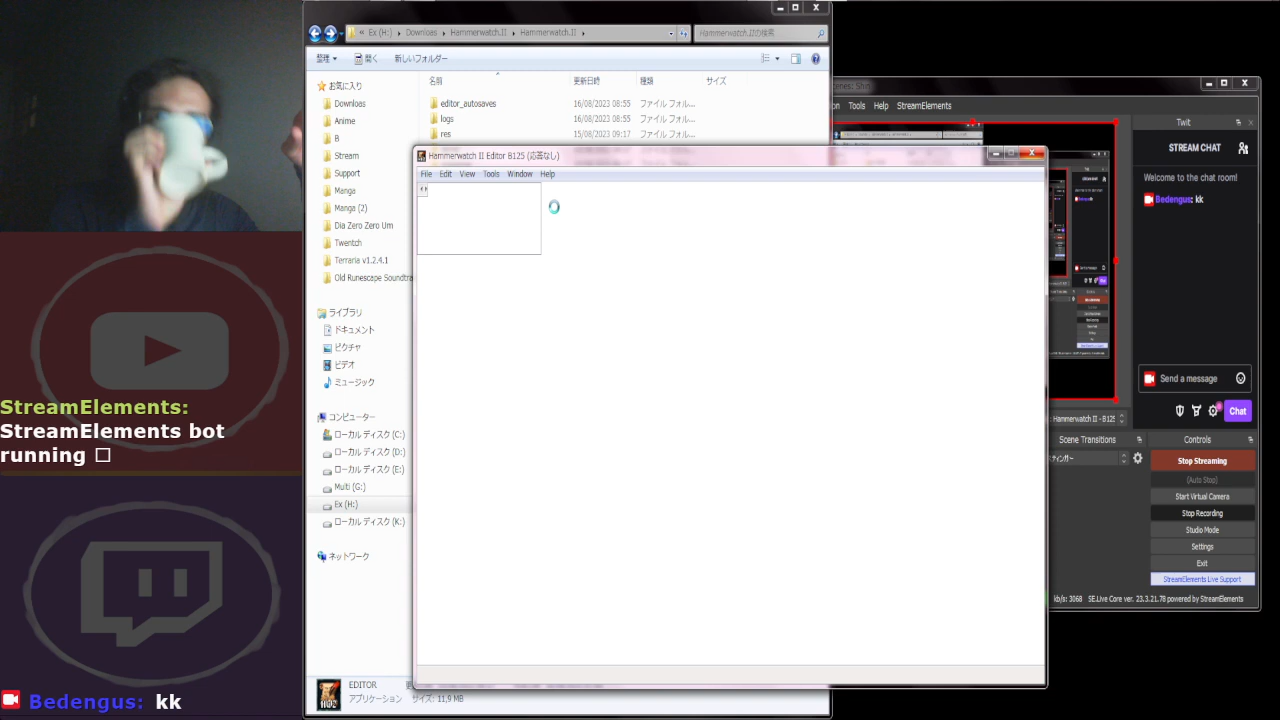 Ex (H:)
Downloas
Hammerwatch.II
Hammerwatch.II
Hammerwatch.IIの検索
整理
開く
新しいフォルダー
お気に入り
Downloas
Anime
B
Stream
Support
Manga
Manga (2)
Dia Zero Zero Um
Twentch
Terraria v1.2.4.1
Old Runescape Soundtra
ライブラリ
ドキュメント
ピクチャ
ビデオ
ミュージック
コンピューター
ローカル ディスク (C:)
ローカル ディスク (D:)
ローカル ディスク (E:)
Multi (G:)
Ex (H:)
ローカル ディスク (K:)
ネットワーク
名前 更新日時 種類 サイズ
editor_autosaves 16/08/2023 08:55 ファイル フォル...
logs 16/08/2023 08:55 ファイル フォル...
res 15/08/2023 09:17 ファイル フォル...
Hammerwatch II Editor B125 (応答なし)
File Edit View Tools Window Help
EDITOR
アプリケーション サイズ: 11.9 MB
Tools Help StreamElements
Twit
STREAM CHAT
Welcome to the chat room!
Bedengus: kk
Send a message
Chat
Hammerwatch II - B125
Scene Transitions
Controls
Stop Streaming
(Auto Stop)
Start Virtual Camera
Stop Recording
Studio Mode
Settings
Exit
StreamElements Live Support
kb/s: 3068 SE.Live Core ver. 23.3.21.78 powered by StreamElements
StreamElements:
StreamElements bot
running □
Bedengus: kk